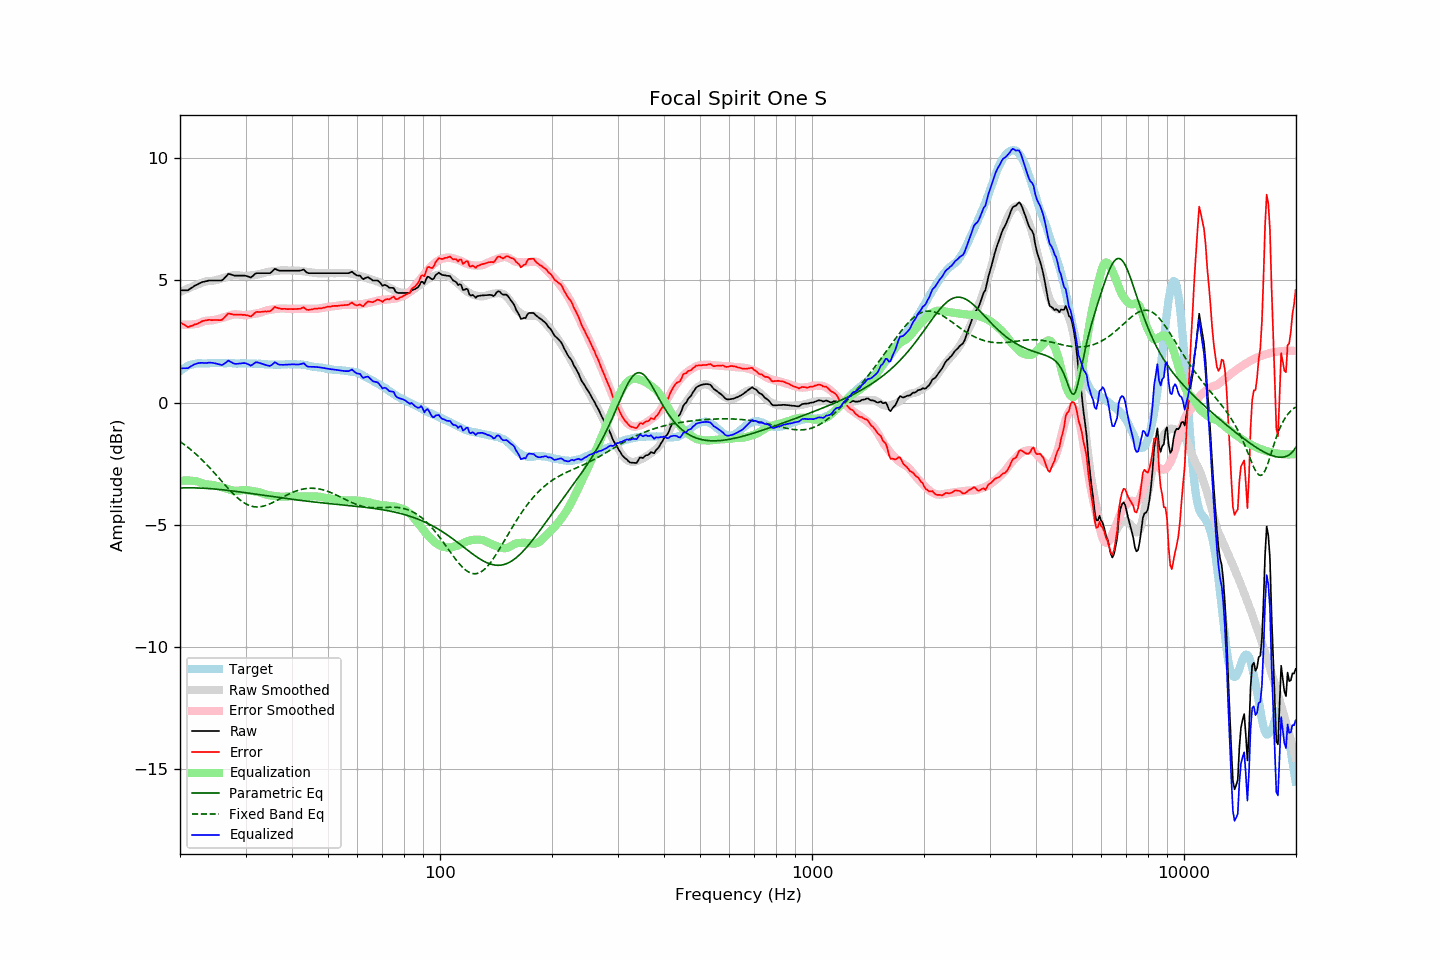 Focal Spirit One S
Amplitude (dBr)
10
5
0
−5
−10
−15
Target
Raw Smoothed
Error Smoothed
Raw
Error
Equalization
Parametric Eq
Fixed Band Eq
Equalized
100
1000
10000
Frequency (Hz)